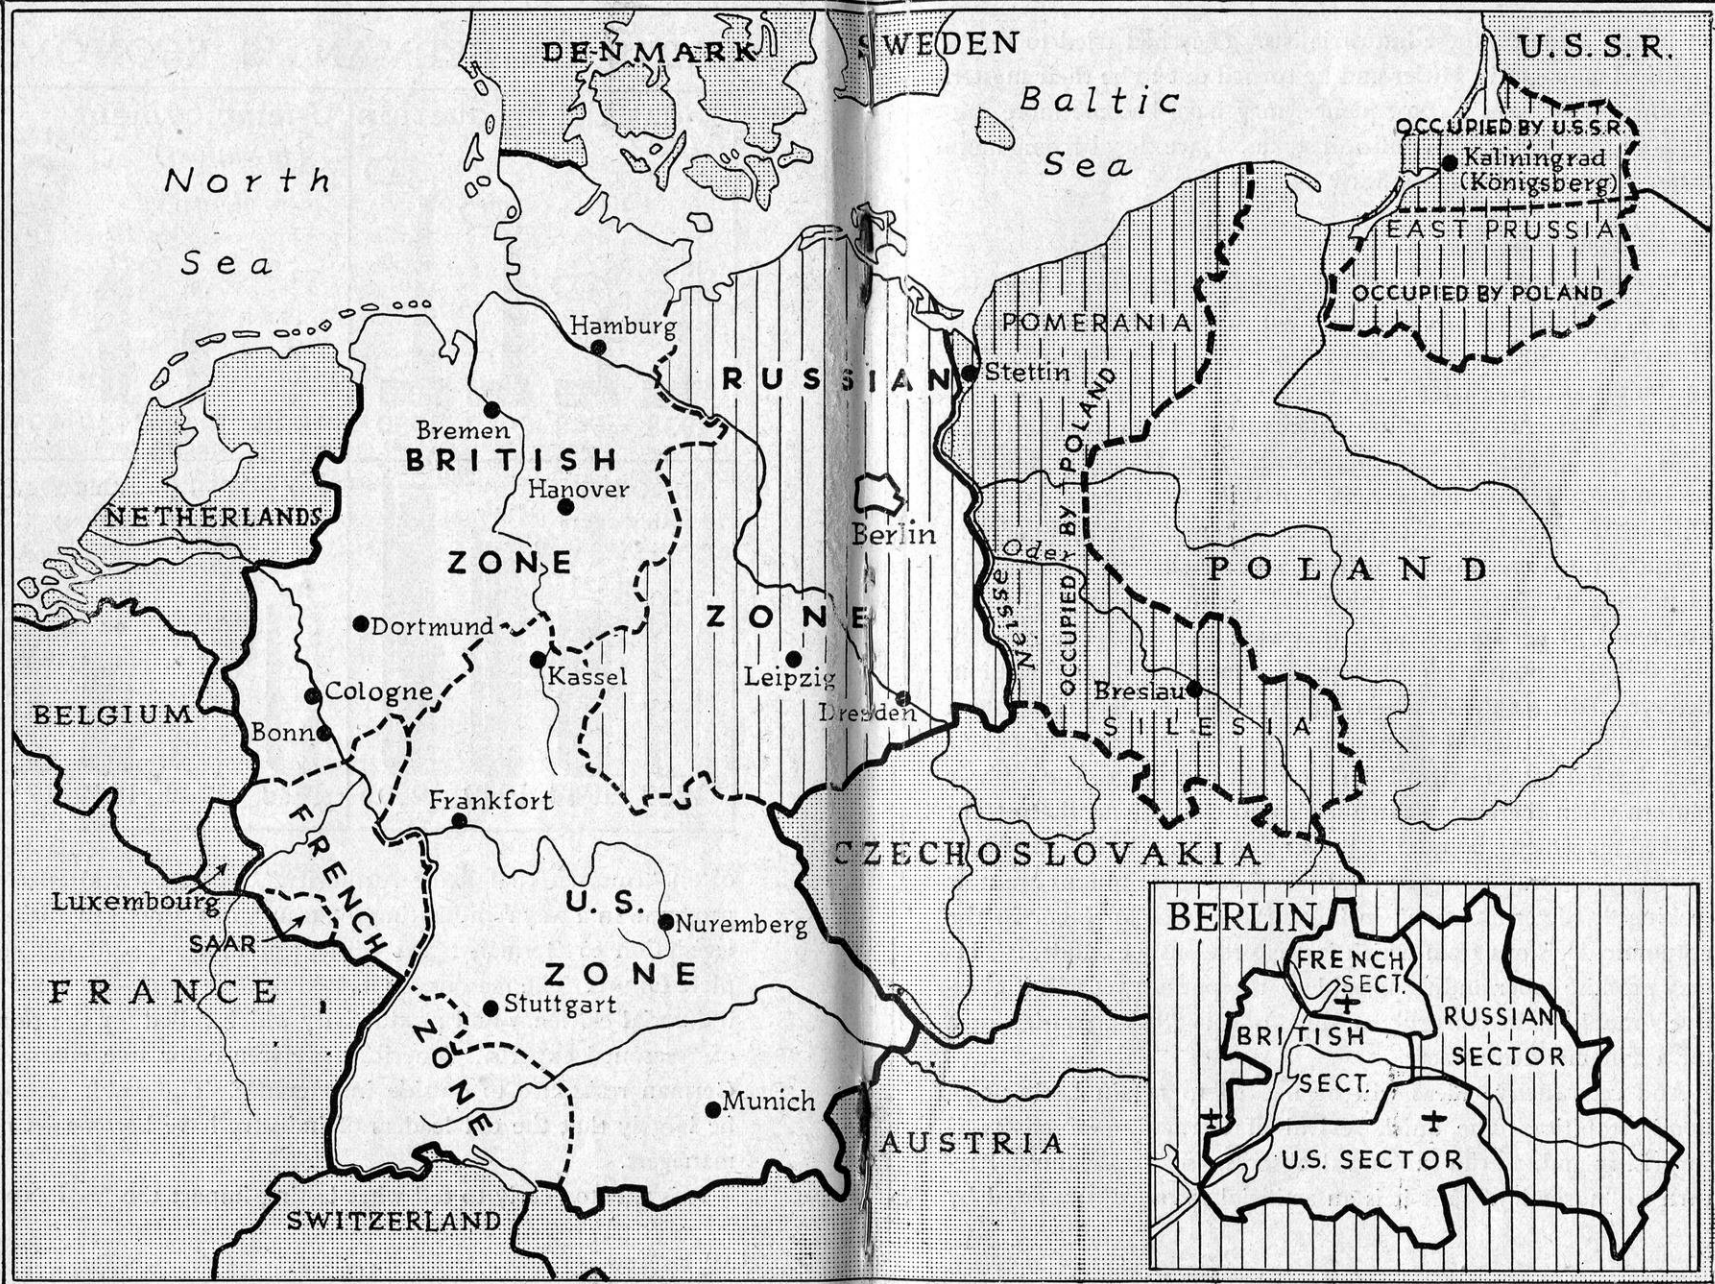 DENMARK
SWEDEN
U.S.S.R.
Baltic
Sea
OCCUPIED BY U.S.S.R.
Kaliningrad
(Königsberg)
North
Sea
EAST PRUSSIA
OCCUPIED BY POLAND
Hamburg
POMERANIA
RUSSIAN
Stettin
Bremen
BRITISH
Hanover
NETHERLANDS
Berlin
ZONE
Oder
Neisse
OCCUPIED BY POLAND
POLAND
Dortmund
ZONE
Kassel
Leipzig
Cologne
Breslau
BELGIUM
Bonn
Dresden
SILESIA
Frankfort
FRENCH
CZECHOSLOVAKIA
Luxembourg
U.S.
Nuremberg
SAAR
ZONE
FRANCE
Stuttgart
ZONE
Munich
AUSTRIA
SWITZERLAND
BERLIN
FRENCH
SECT.
RUSSIAN
SECTOR
BRITISH
SECT.
U.S. SECTOR